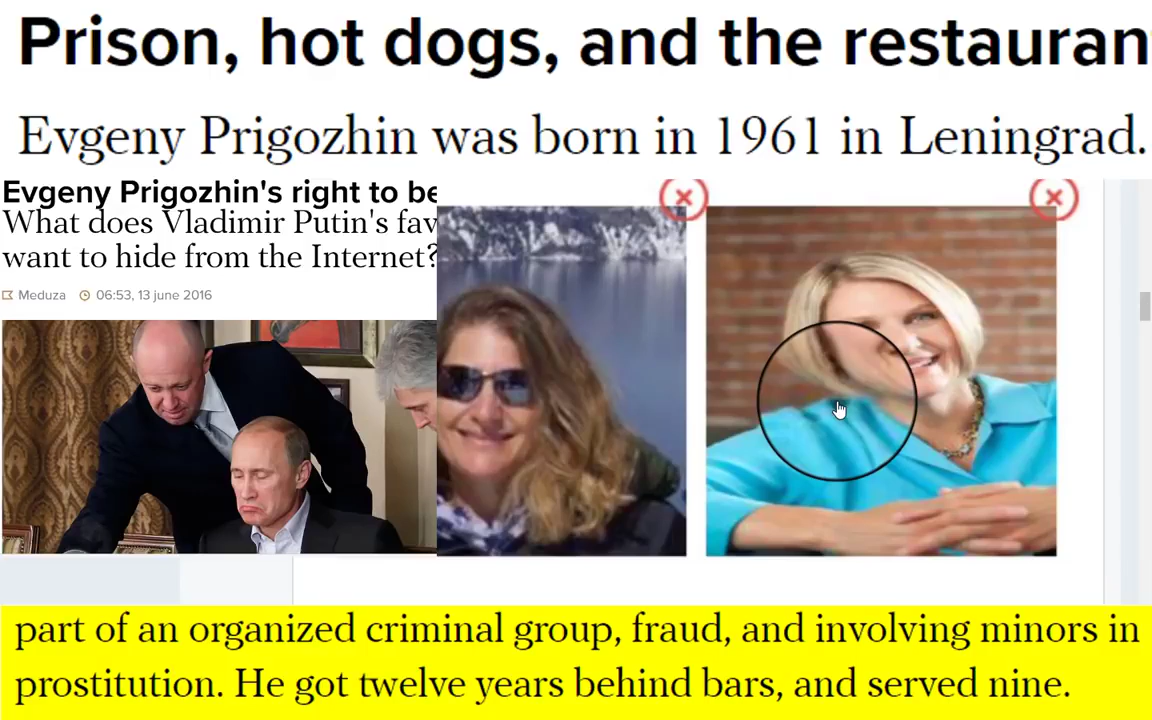 Prison, hot dogs, and the restauran
Evgeny Prigozhin was born in 1961 in Leningrad.
Evgeny Prigozhin's right to be
What does Vladimir Putin's fav
want to hide from the Internet?
Meduza 06:53, 13 june 2016
part of an organized criminal group, fraud, and involving minors in
prostitution. He got twelve years behind bars, and served nine.